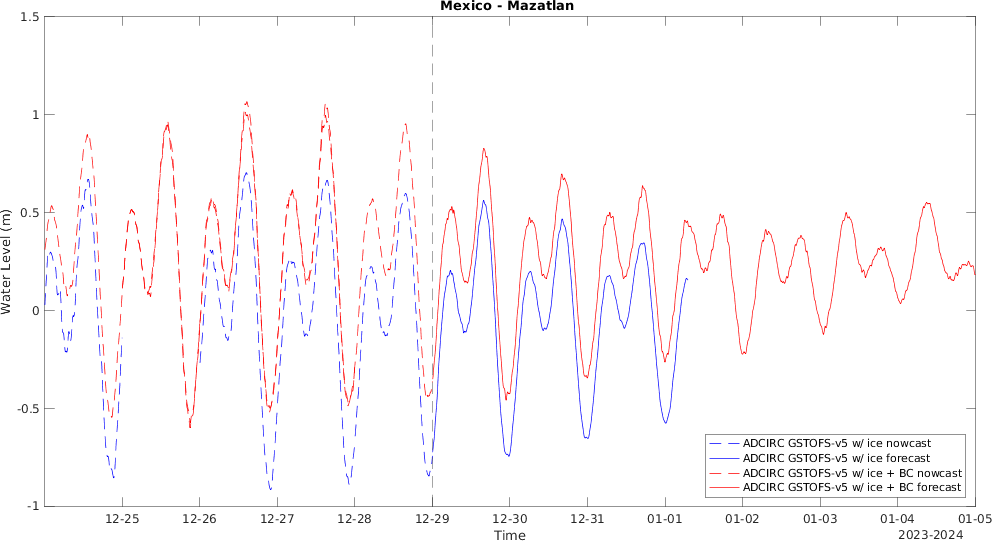 Mexico - Mazatlan
Water Level (m)
1.5
1
0.5
0
-0.5
-1
12-25
12-26
12-27
12-28
12-29
12-30
12-31
01-01
01-02
01-03
01-04
01-05
Time
2023-2024
ADCIRC GSTOFS-v5 w/ ice nowcast
ADCIRC GSTOFS-v5 w/ ice forecast
ADCIRC GSTOFS-v5 w/ ice + BC nowcast
ADCIRC GSTOFS-v5 w/ ice + BC forecast